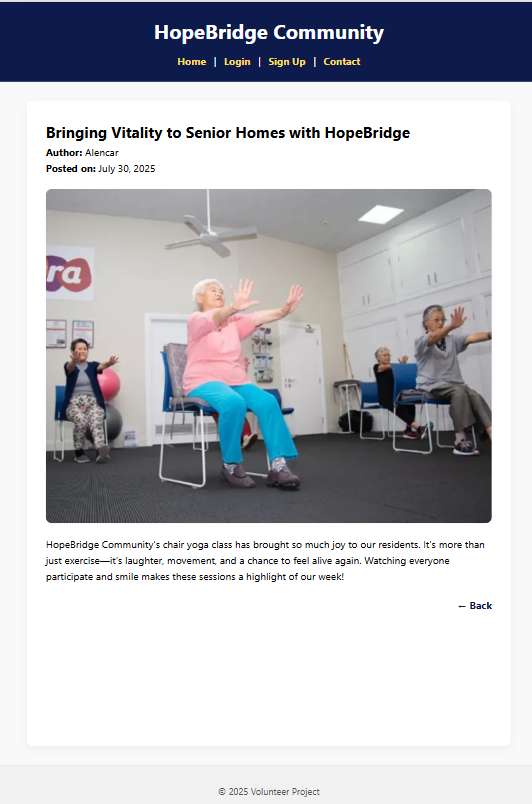 HopeBridge Community
Home | Login | Sign Up | Contact
Bringing Vitality to Senior Homes with HopeBridge
Author: Alencar
Posted on: July 30, 2025
ra
HopeBridge Community's chair yoga class has brought so much joy to our residents. It's more than
just exercise—it's laughter, movement, and a chance to feel alive again. Watching everyone
participate and smile makes these sessions a highlight of our week!
← Back
© 2025 Volunteer Project